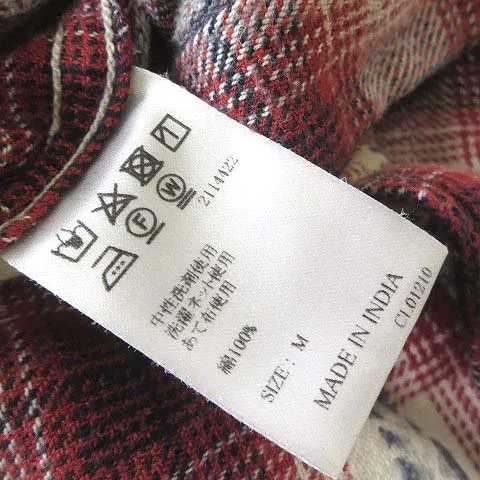 2114422
中性洗剤使用
洗濯ネット使用
あて布使用
綿100%
SIZE : M
MADE IN INDIA
CL01210